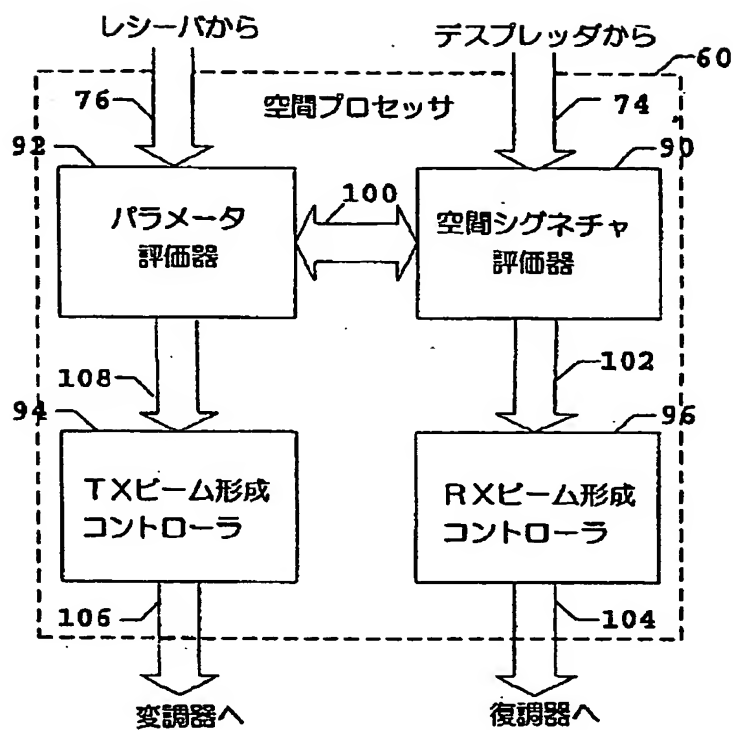 レシーバから
デスプレッダから
60
76
空間プロセッサ
74
92
90
パラメータ
評価器
100
空間シグネチャ
評価器
108
102
94
96
TXビーム形成
コントローラ
RXビーム形成
コントローラ
106
104
変調器へ
復調器へ